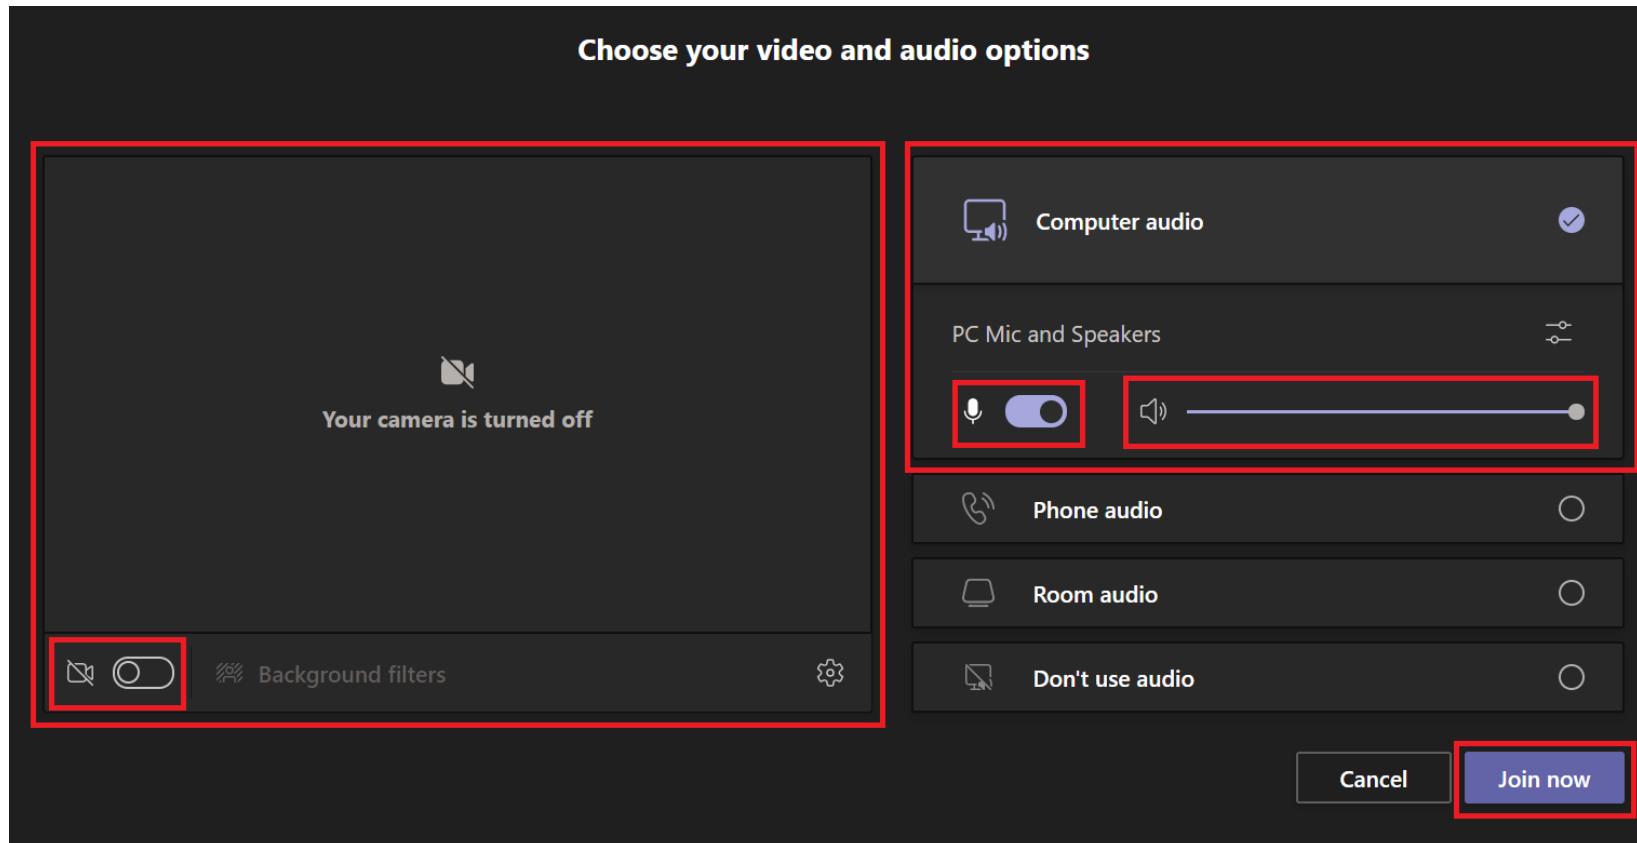 Choose your video and audio options
Your camera is turned off
Background filters
Computer audio
PC Mic and Speakers
Phone audio
Room audio
Don't use audio
Cancel
Join now